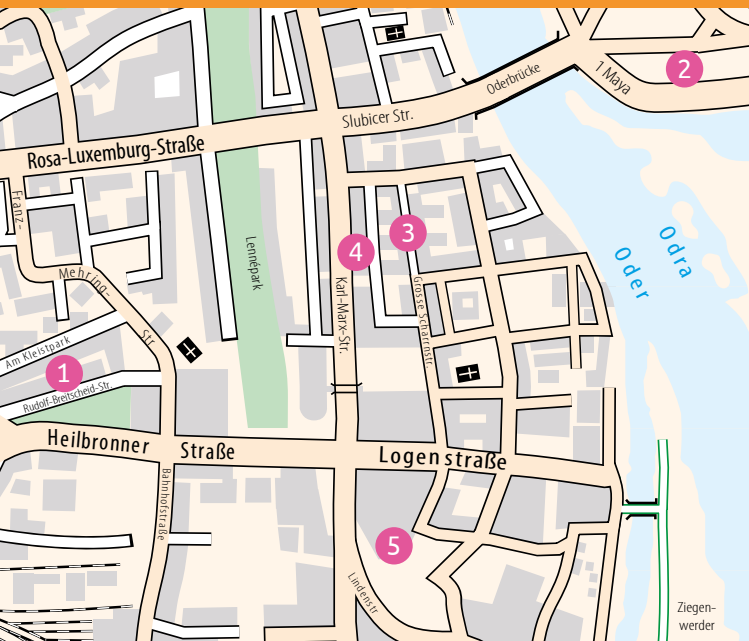 2
Oderbrücke
1 Maya
Slubicer Str.
Rosa-Luxemburg-Straße
Franz-
Mehring-
Str.
Lennépark
4
3
Karl-Marx-Str.
Grosse Scharrnstr.
Oder
Odra
Am Kleistpark
1
Rudolf-Breitscheid-Str.
Heilbronner Straße
Logenstraße
Bahnhofstraße
5
Lindenstr
Ziegen-
werder